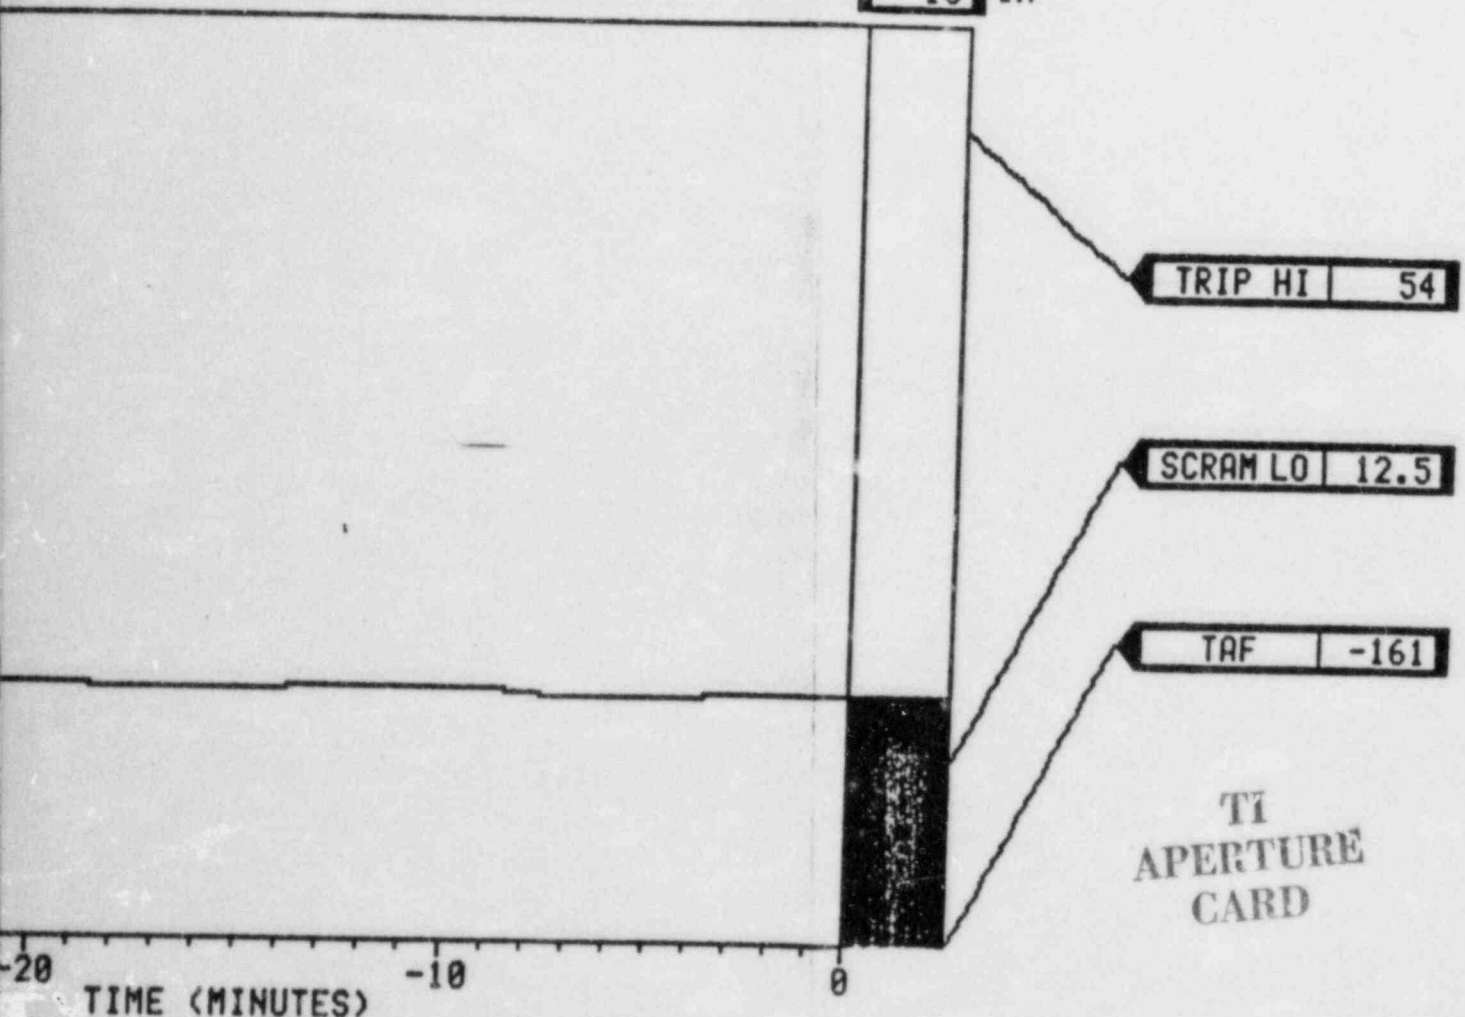 TRIP HI 54
SCRAM LO 12.5
TAF -161
TI
APERTURE
CARD
-20 -10 0
TIME (MINUTES)